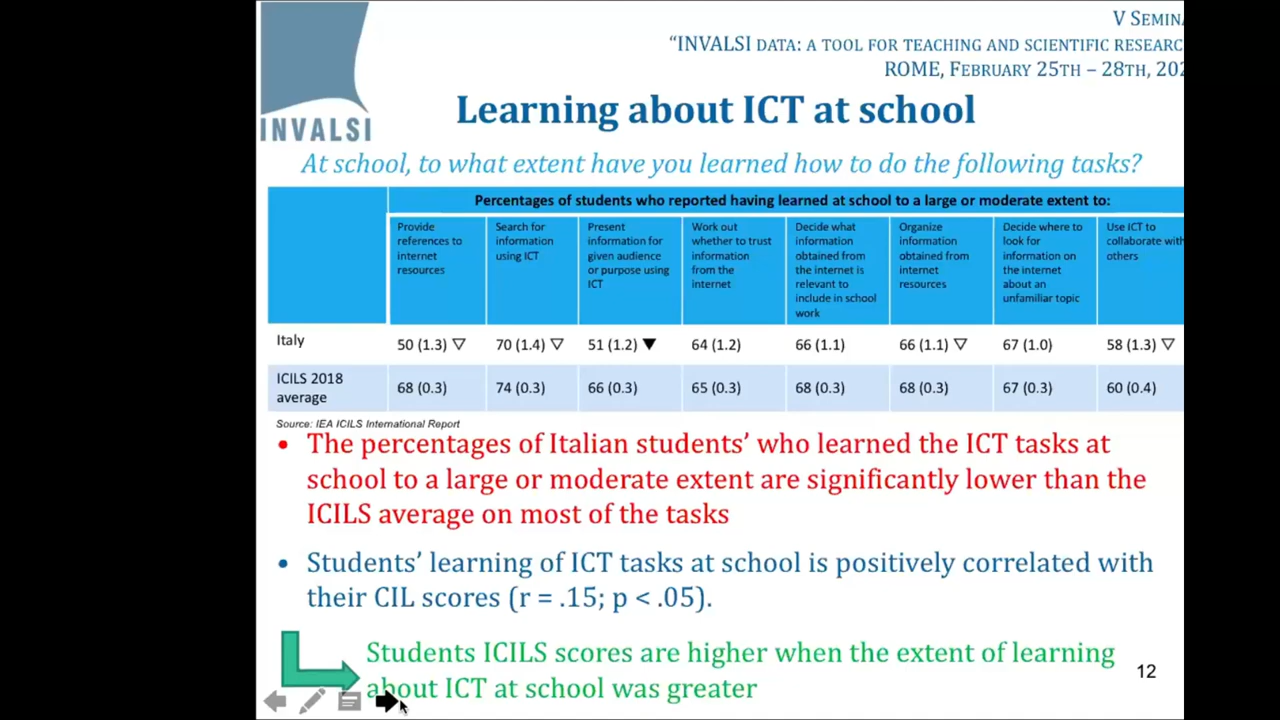 V SEMINA
“INVALSI DATA: A TOOL FOR TEACHING AND SCIENTIFIC RESEARC
ROME, FEBRUARY 25TH – 28TH, 202
INVALSI
Learning about ICT at school
At school, to what extent have you learned how to do the following tasks?
Percentages of students who reported having learned at school to a large or moderate extent to:
Provide references to internet resources
Search for information using ICT
Present information for given audience or purpose using ICT
Work out whether to trust information from the internet
Decide what information obtained from the internet is relevant to include in school work
Organize information obtained from internet resources
Decide where to look for information on the internet about an unfamiliar topic
Use ICT to collaborate with others
Italy 50 (1.3) ▽ 70 (1.4) ▽ 51 (1.2) ▼ 64 (1.2) 66 (1.1) 66 (1.1) ▽ 67 (1.0) 58 (1.3) ▽
ICILS 2018 average 68 (0.3) 74 (0.3) 66 (0.3) 65 (0.3) 68 (0.3) 68 (0.3) 67 (0.3) 60 (0.4)
Source: IEA ICILS International Report
• The percentages of Italian students’ who learned the ICT tasks at
school to a large or moderate extent are significantly lower than the
ICILS average on most of the tasks
• Students’ learning of ICT tasks at school is positively correlated with
their CIL scores (r = .15; p < .05).
Students ICILS scores are higher when the extent of learning
about ICT at school was greater
12